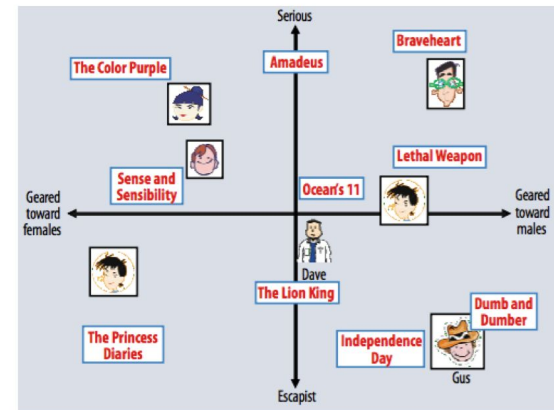 Serious
Braveheart
Amadeus
The Color Purple
Lethal Weapon
Sense and
Sensibility
Ocean's 11
Geared
toward
females
Geared
toward
males
Dave
The Lion King
Dumb and
Dumber
The Princess
Diaries
Independence
Day
Gus
Escapist